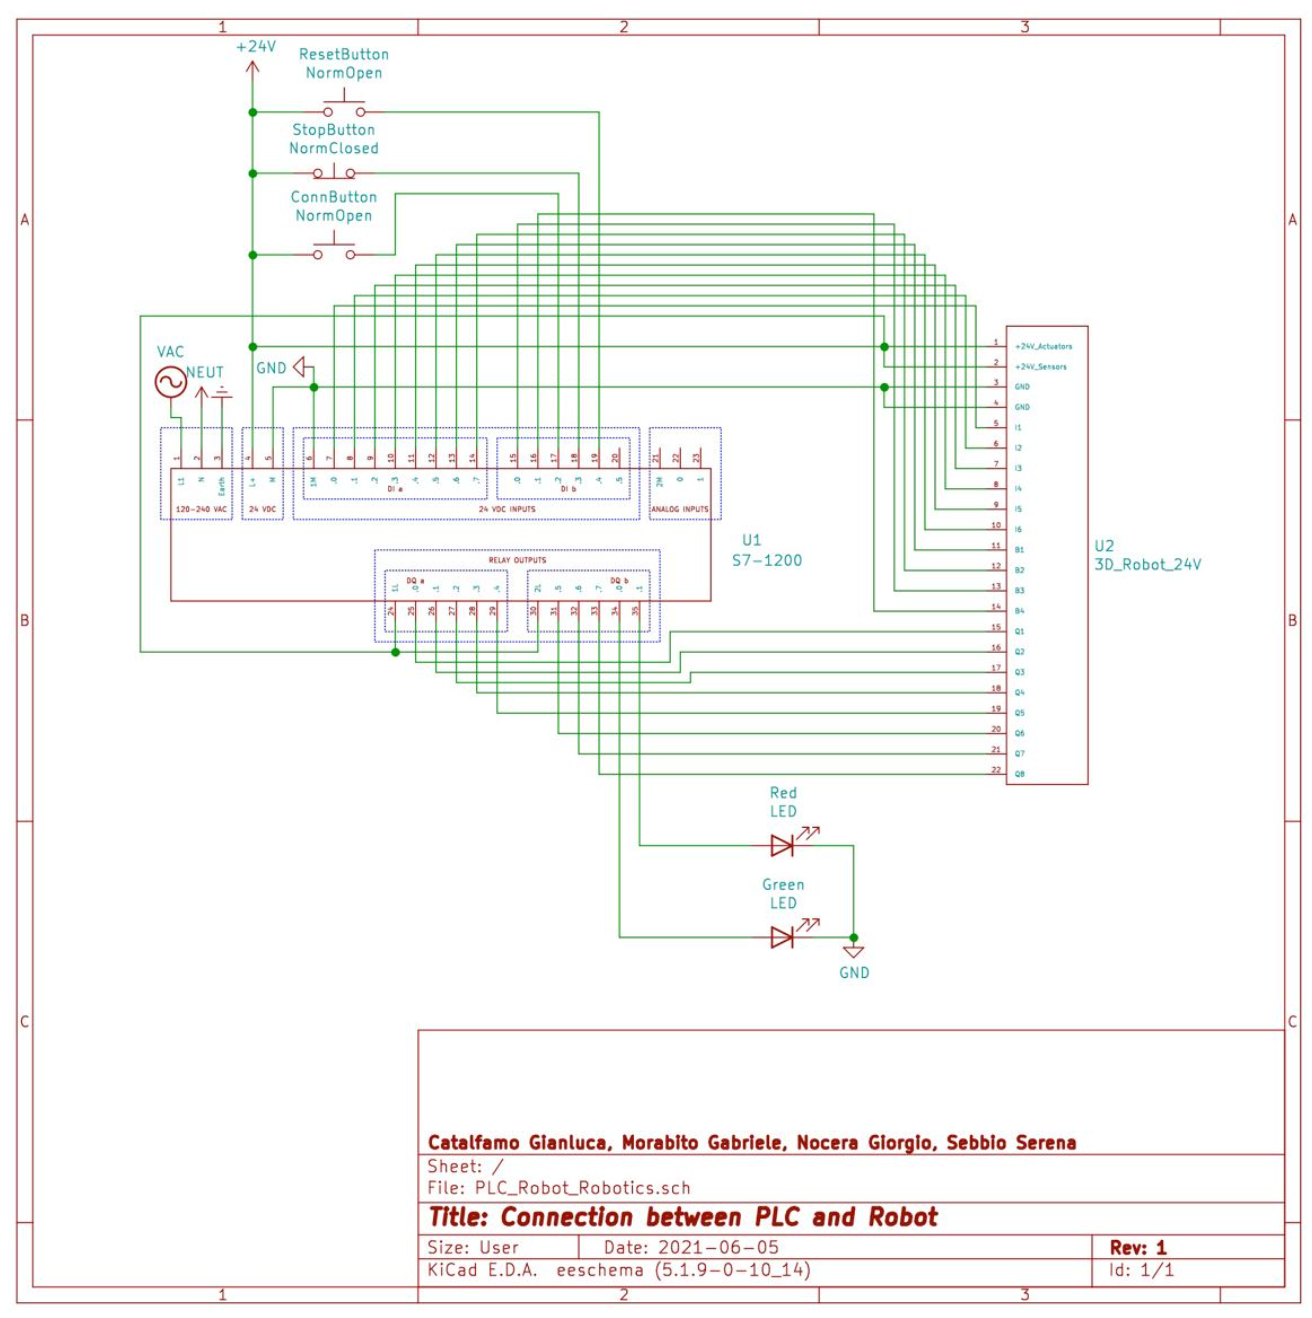 1
2
3
+24V
ResetButton
NormOpen
StopButton
NormClosed
ConnButton
NormOpen
A
A
VAC
NEUT
GND
1
2
3
4
5
6
7
8
9
10
11
12
13
14
15
16
17
18
19
20
21
22
23
L1
N
Earth
L+
M
1M
.0
.1
.2
.3
.4
.5
.6
.7
.0
.1
.2
.3
.4
.5
2M
0
1
DI a
DI b
120-240 VAC
24 VDC
24 VDC INPUTS
ANALOG INPUTS
U1
S7-1200
RELAY OUTPUTS
DQ a
DQ b
1L
.0
.1
.2
.3
.4
2L
.5
.6
.7
.0
.1
24
25
26
27
28
29
30
31
32
33
34
35
1 +24V_Actuators
2 +24V_Sensors
3 GND
4 GND
5 I1
6 I2
7 I3
8 I4
9 I5
10 I6
11 B1
12 B2
13 B3
14 B4
15 Q1
16 Q2
17 Q3
18 Q4
19 Q5
20 Q6
21 Q7
22 Q8
U2
3D_Robot_24V
B
B
Red
LED
Green
LED
GND
C
C
Catalfamo Gianluca, Morabito Gabriele, Nocera Giorgio, Sebbio Serena
Sheet: /
File: PLC_Robot_Robotics.sch
Title: Connection between PLC and Robot
Size: User
Date: 2021-06-05
Rev: 1
KiCad E.D.A. eeschema (5.1.9-0-10_14)
Id: 1/1
1
2
3